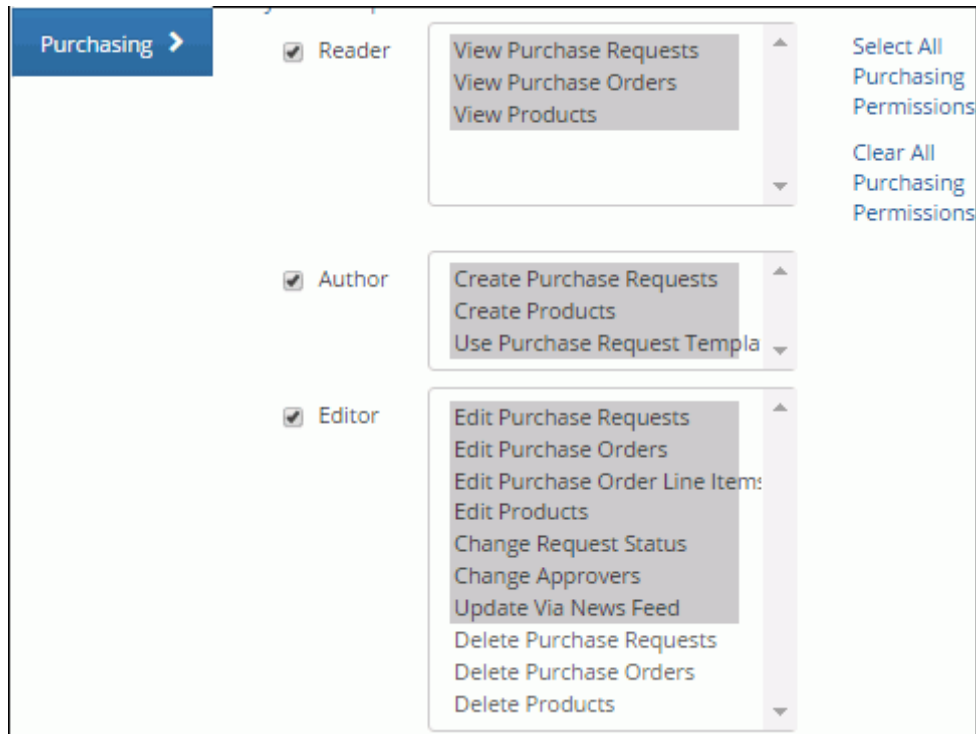 Purchasing
Reader
View Purchase Requests
View Purchase Orders
View Products
Select All
Purchasing
Permissions
Clear All
Purchasing
Permissions
Author
Create Purchase Requests
Create Products
Use Purchase Request Templa
Editor
Edit Purchase Requests
Edit Purchase Orders
Edit Purchase Order Line Items
Edit Products
Change Request Status
Change Approvers
Update Via News Feed
Delete Purchase Requests
Delete Purchase Orders
Delete Products